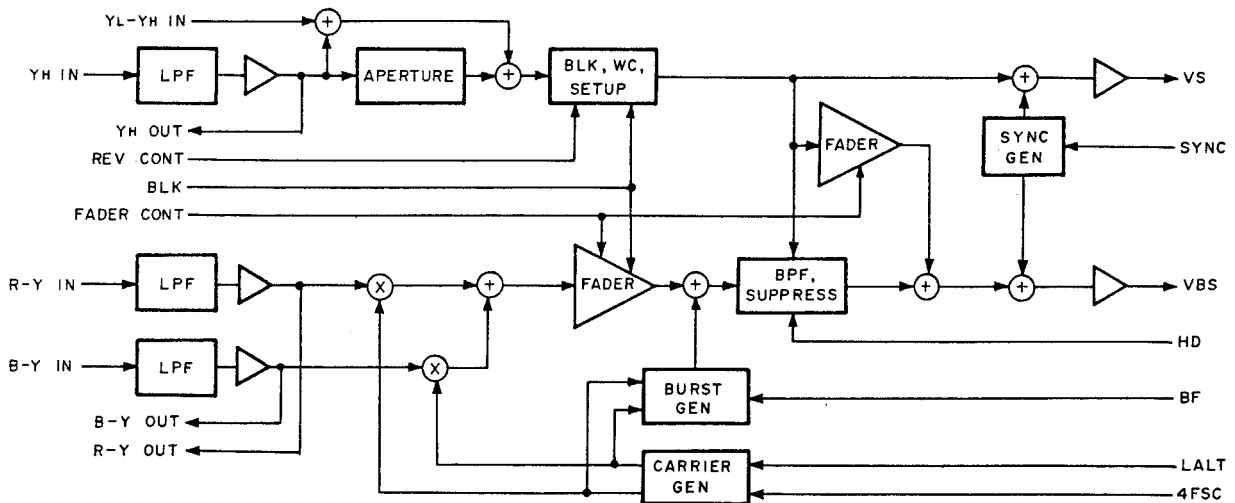 YL-YH IN
YH IN
LPF
APERTURE
BLK, WC,
SETUP
VS
YH OUT
REV CONT
BLK
FADER CONT
FADER
SYNC
GEN
SYNC
R-Y IN
LPF
FADER
BPF,
SUPPRESS
VBS
HD
B-Y IN
LPF
BURST
GEN
BF
B-Y OUT
R-Y OUT
CARRIER
GEN
LALT
4FSC